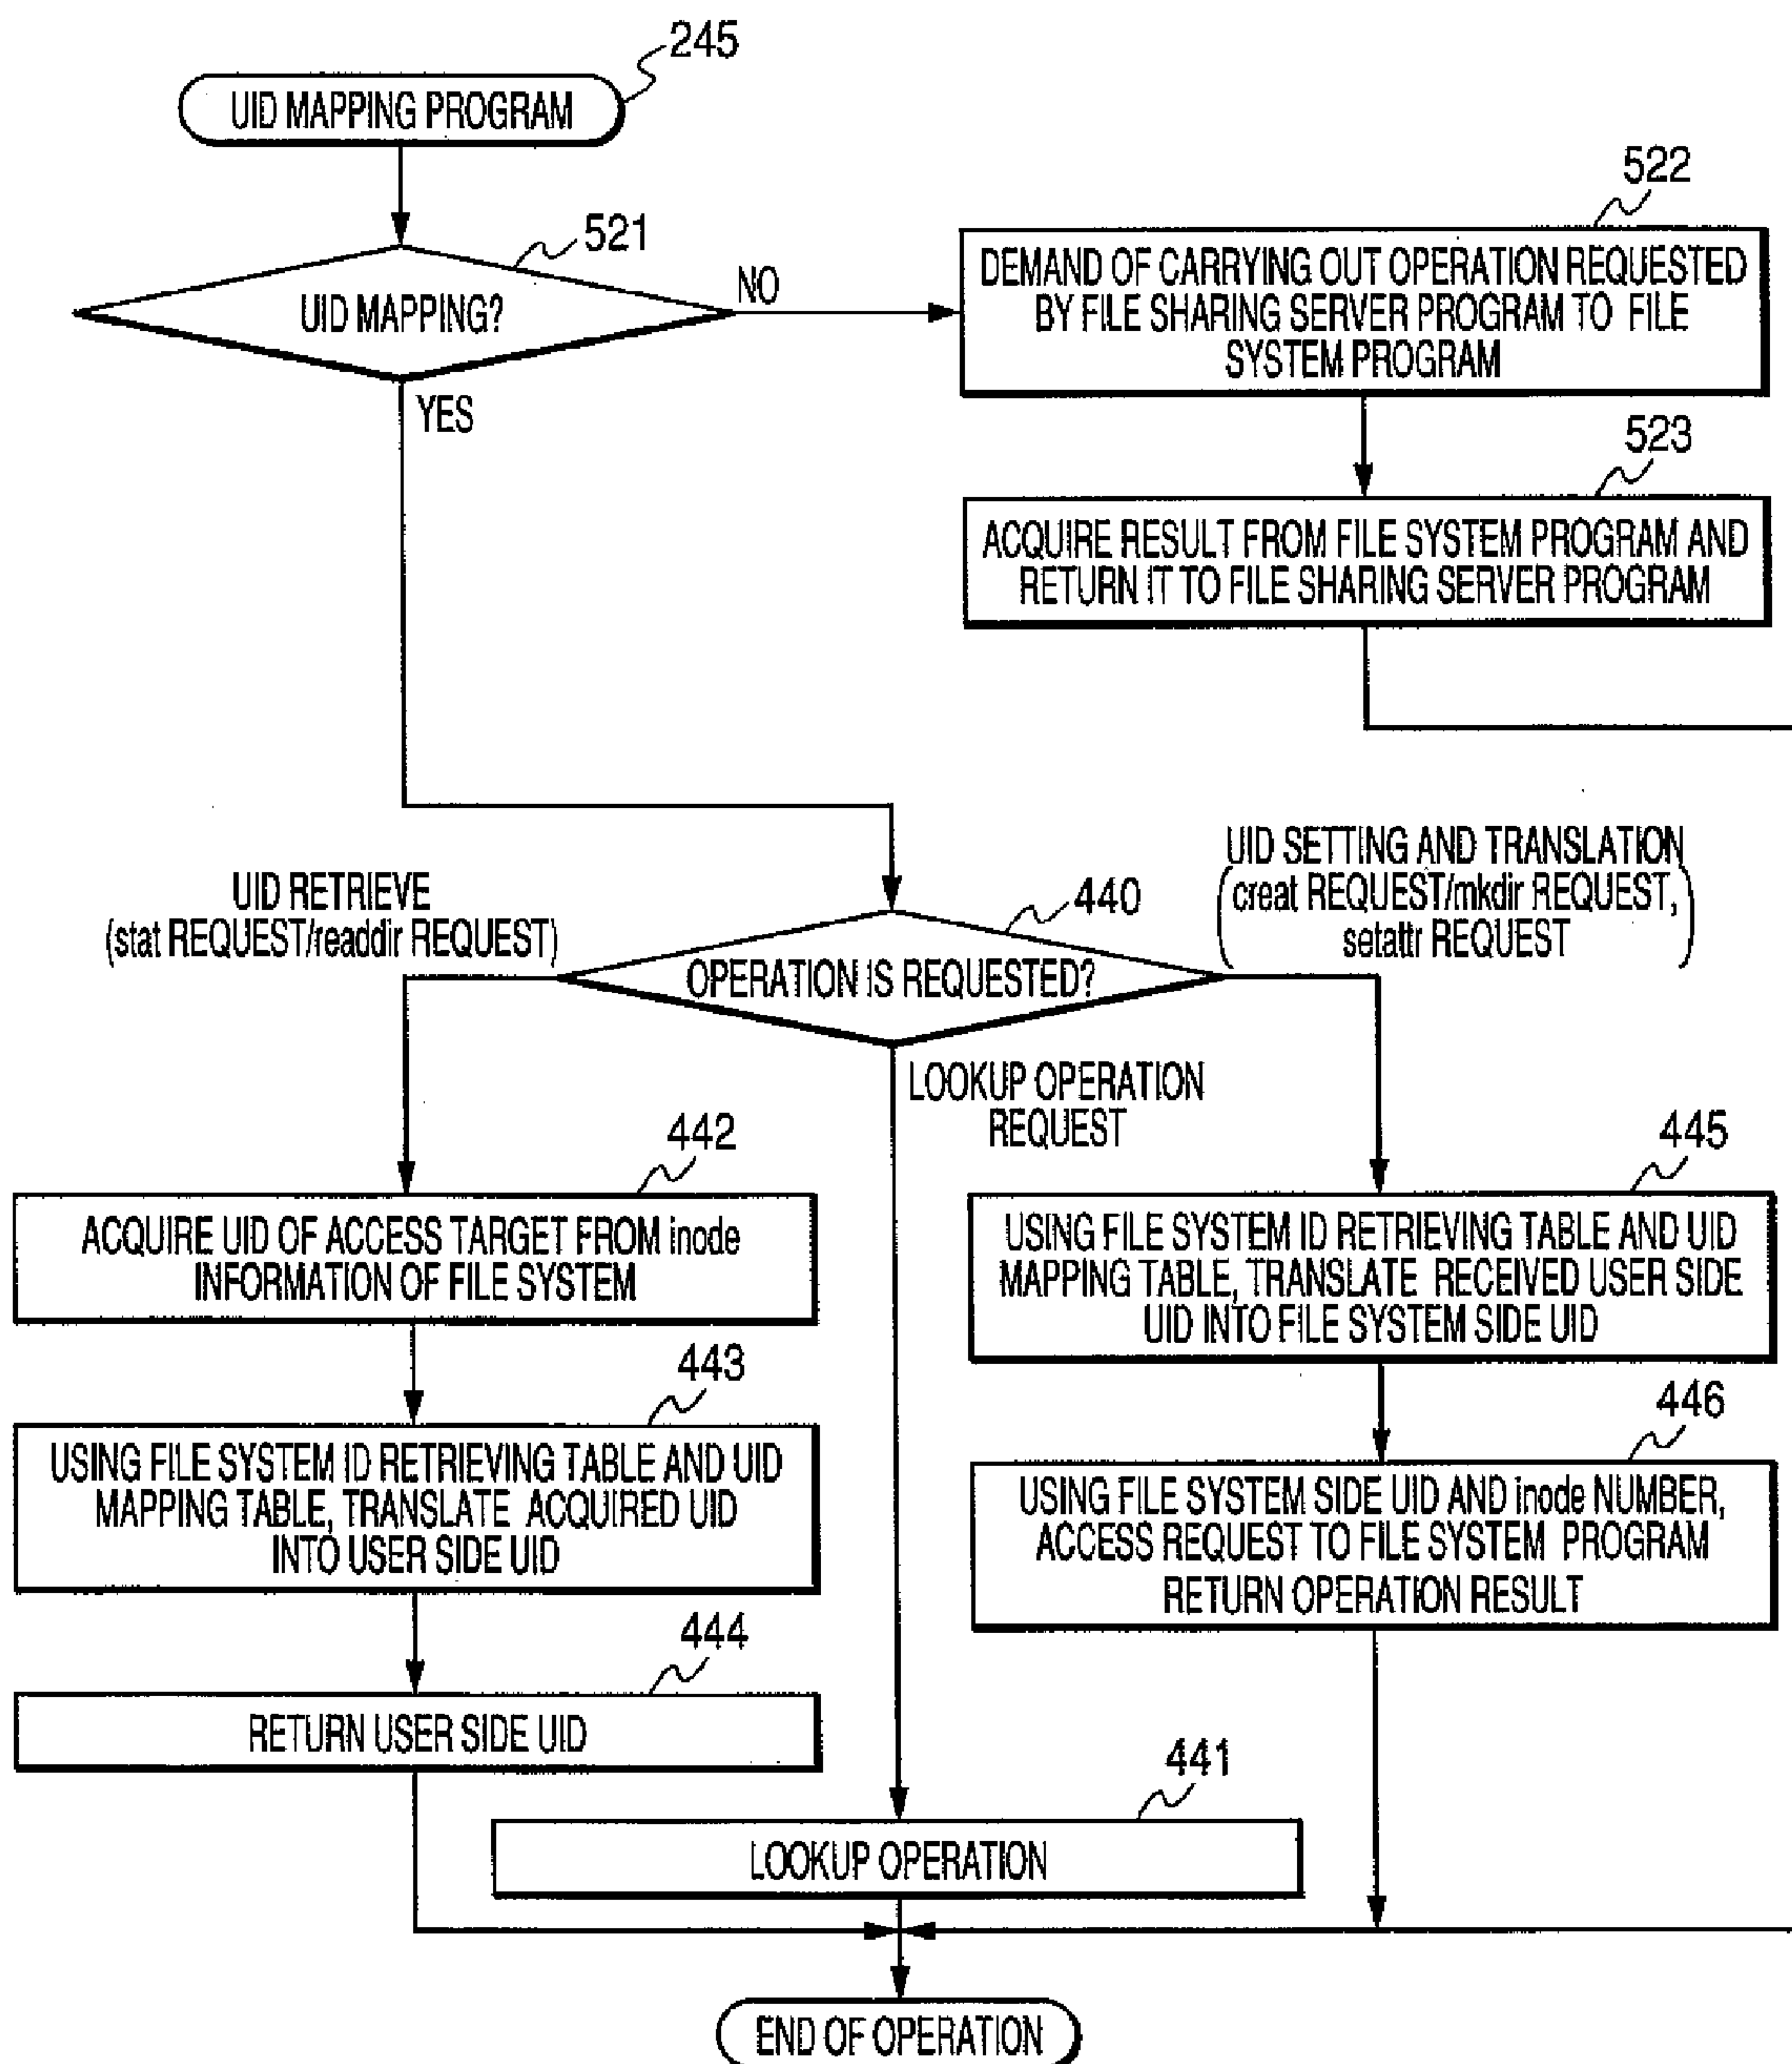 245
UID MAPPING PROGRAM
521
UID MAPPING?
NO
YES
522
DEMAND OF CARRYING OUT OPERATION REQUESTED
BY FILE SHARING SERVER PROGRAM TO FILE
SYSTEM PROGRAM
523
ACQUIRE RESULT FROM FILE SYSTEM PROGRAM AND
RETURN IT TO FILE SHARING SERVER PROGRAM
UID RETRIEVE
(stat REQUEST/readdir REQUEST)
440
OPERATION IS REQUESTED?
UID SETTING AND TRANSLATION
(creat REQUEST/mkdir REQUEST,
setattr REQUEST)
LOOKUP OPERATION
REQUEST
442
ACQUIRE UID OF ACCESS TARGET FROM inode
INFORMATION OF FILE SYSTEM
443
USING FILE SYSTEM ID RETRIEVING TABLE AND UID
MAPPING TABLE, TRANSLATE ACQUIRED UID
INTO USER SIDE UID
444
RETURN USER SIDE UID
445
USING FILE SYSTEM ID RETRIEVING TABLE AND UID
MAPPING TABLE, TRANSLATE RECEIVED USER SIDE
UID INTO FILE SYSTEM SIDE UID
446
USING FILE SYSTEM SIDE UID AND inode NUMBER,
ACCESS REQUEST TO FILE SYSTEM PROGRAM
RETURN OPERATION RESULT
441
LOOKUP OPERATION
END OF OPERATION